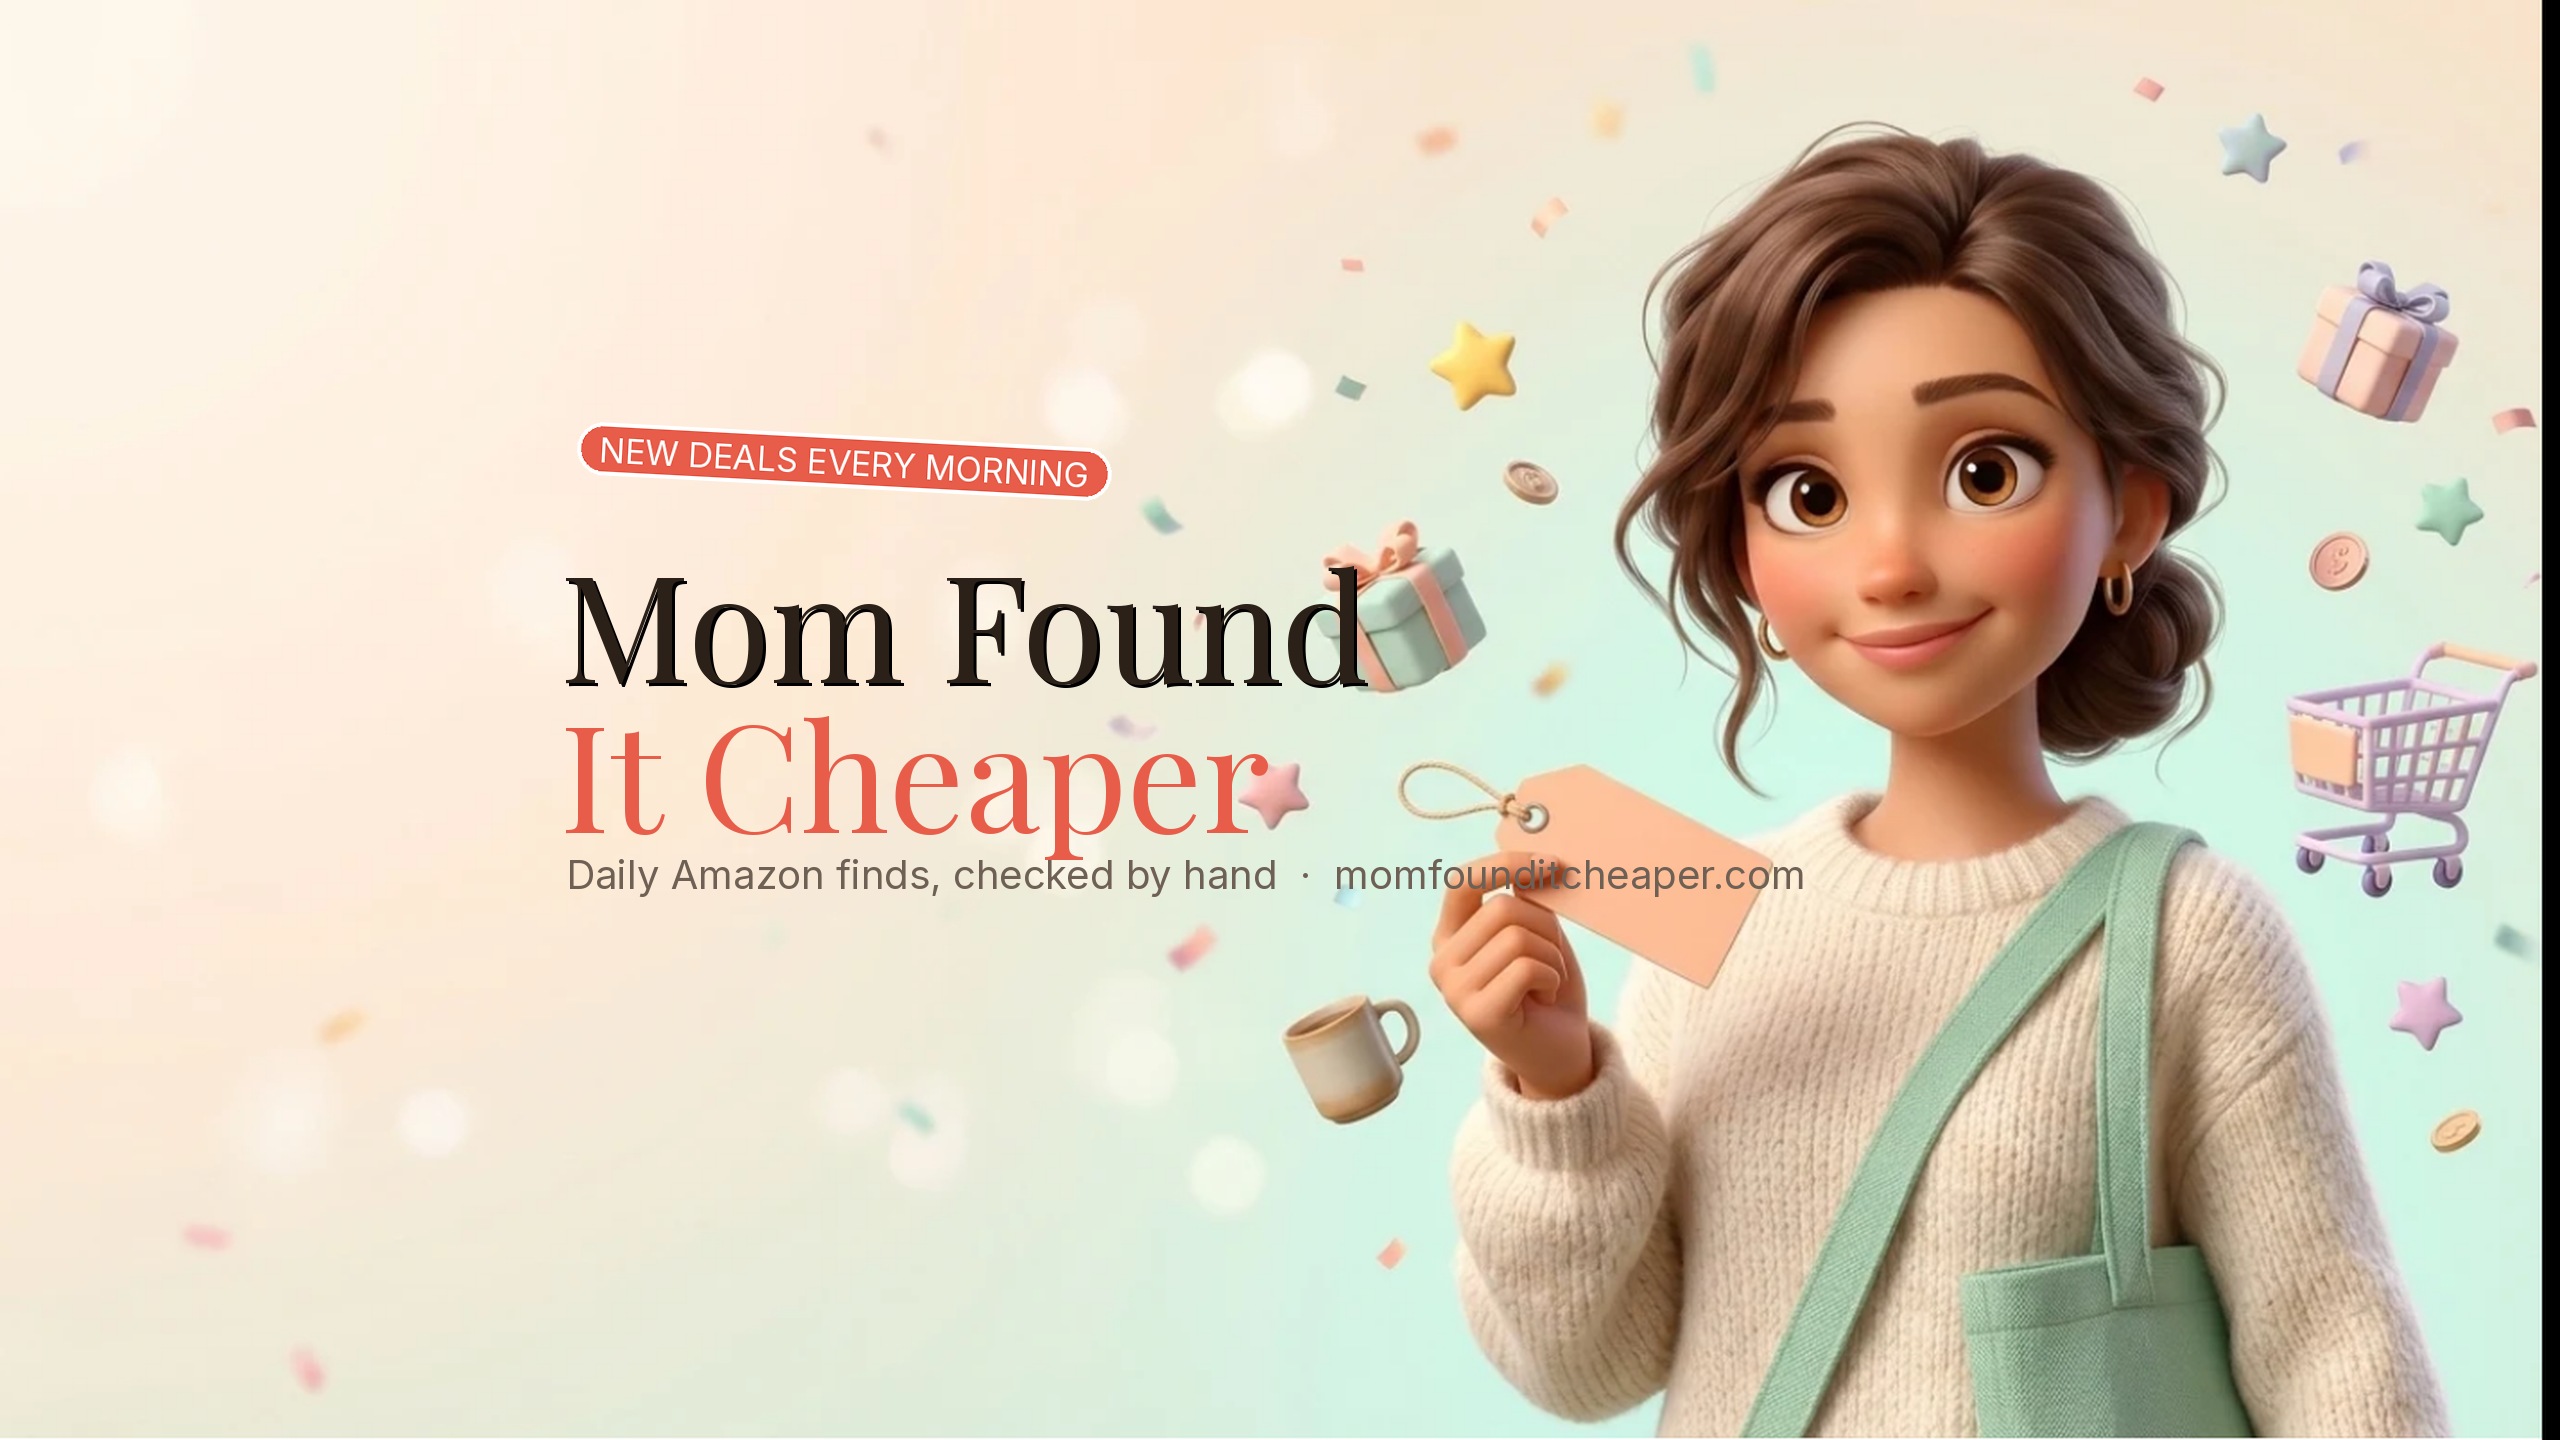 NEW DEALS EVERY MORNING
Mom Found
It Cheaper
Daily Amazon finds, checked by hand · momfounditcheaper.com